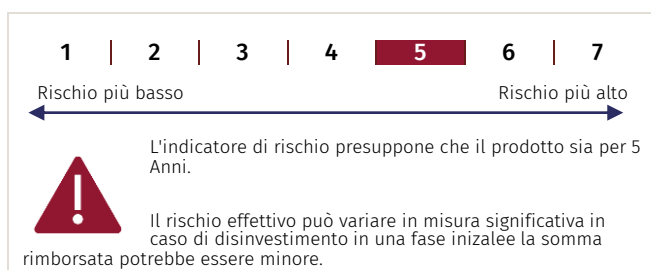 1 2 3 4 5 6 7
Rischio più basso Rischio più alto
L'indicatore di rischio presuppone che il prodotto sia per 5
Anni.
Il rischio effettivo può variare in misura significativa in
caso di disinvestimento in una fase inizalee la somma
rimborsata potrebbe essere minore.